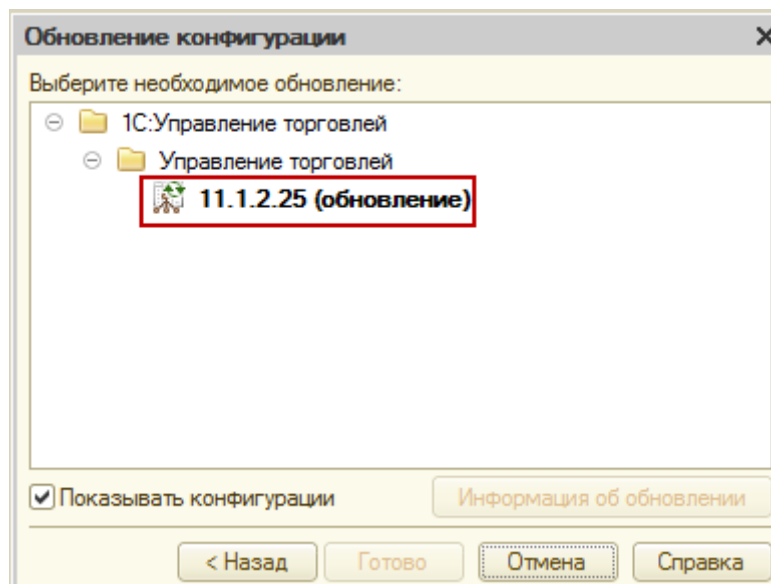 Обновление конфигурации
Выберите необходимое обновление:
1С:Управление торговлей
Управление торговлей
11.1.2.25 (обновление)
Показывать конфигурации Информация об обновлении
< Назад Готово Отмена Справка